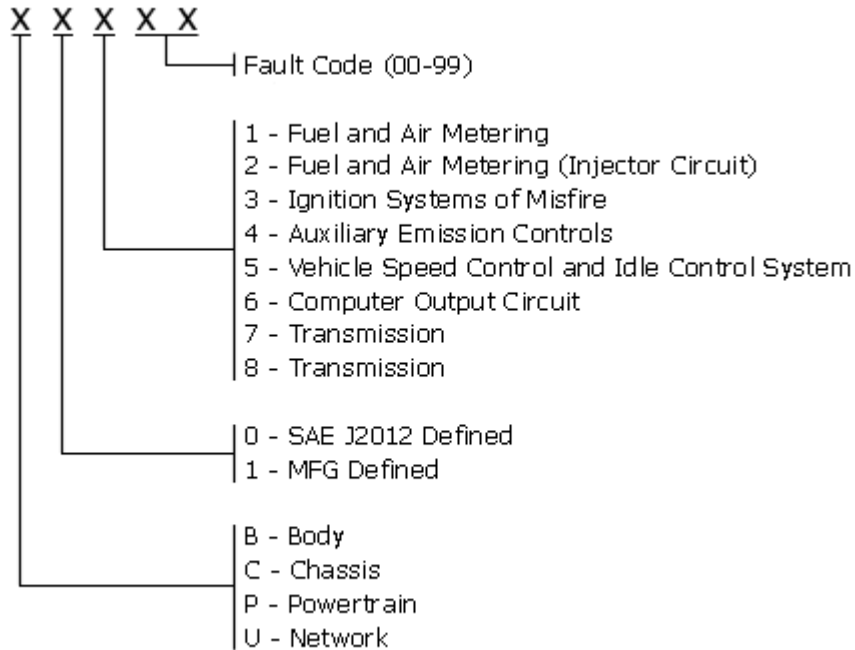 X X X X X
Fault Code (00-99)
1 - Fuel and Air Metering
2 - Fuel and Air Metering (Injector Circuit)
3 - Ignition Systems of Misfire
4 - Auxiliary Emission Controls
5 - Vehicle Speed Control and Idle Control System
6 - Computer Output Circuit
7 - Transmission
8 - Transmission
0 - SAE J2012 Defined
1 - MFG Defined
B - Body
C - Chassis
P - Powertrain
U - Network